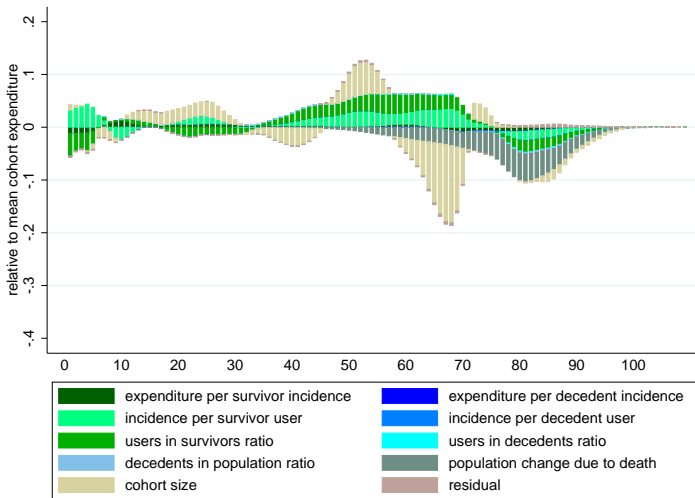 .2
.1
0
-.1
-.2
-.3
-.4
relative to mean cohort expenditure
0 10 20 30 40 50 60 70 80 90 100
expenditure per survivor incidence expenditure per decedent incidence
incidence per survivor user incidence per decedent user
users in survivors ratio users in decedents ratio
decedents in population ratio population change due to death
cohort size residual